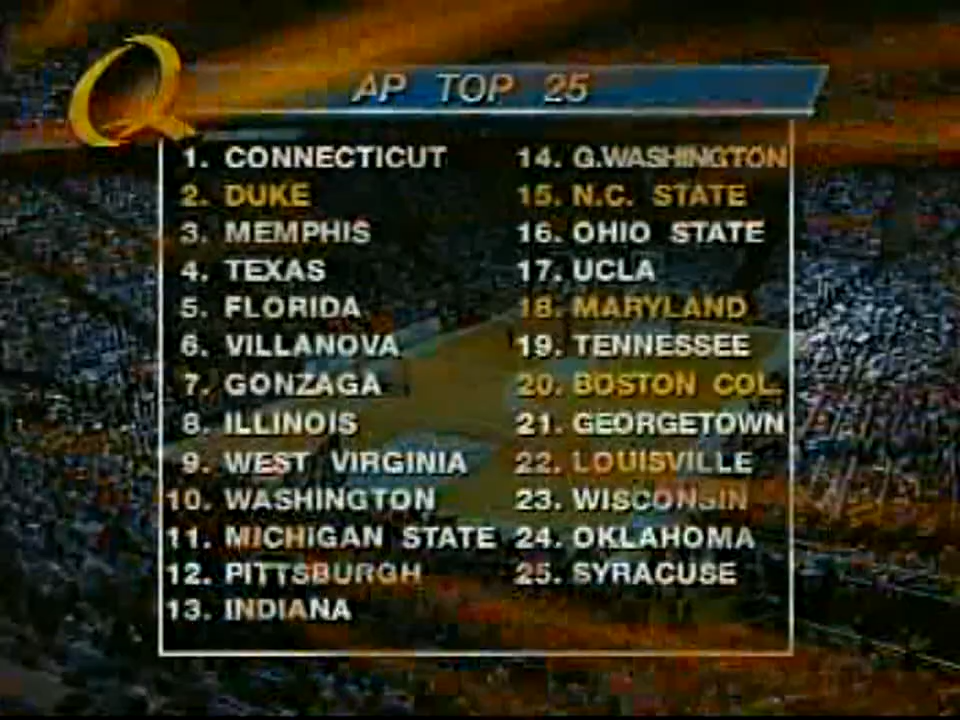 Q
AP TOP 25
1. CONNECTICUT
2. DUKE
3. MEMPHIS
4. TEXAS
5. FLORIDA
6. VILLANOVA
7. GONZAGA
8. ILLINOIS
9. WEST VIRGINIA
10. WASHINGTON
11. MICHIGAN STATE
12. PITTSBURGH
13. INDIANA
14. G.WASHINGTON
15. N.C. STATE
16. OHIO STATE
17. UCLA
18. MARYLAND
19. TENNESSEE
20. BOSTON COL.
21. GEORGETOWN
22. LOUISVILLE
23. WISCONSIN
24. OKLAHOMA
25. SYRACUSE